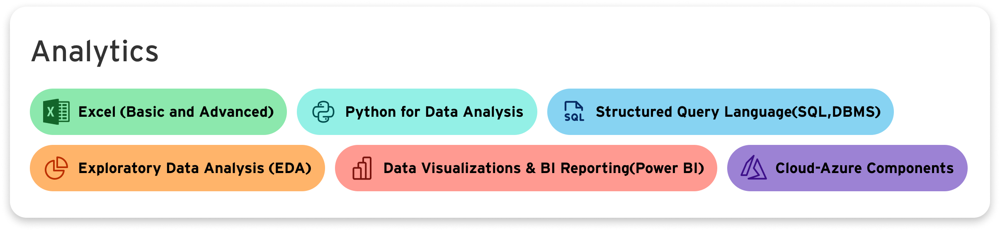 Analytics
X Excel (Basic and Advanced)
Python for Data Analysis
SQL Structured Query Language(SQL,DBMS)
Exploratory Data Analysis (EDA)
Data Visualizations & BI Reporting(Power BI)
Cloud-Azure Components